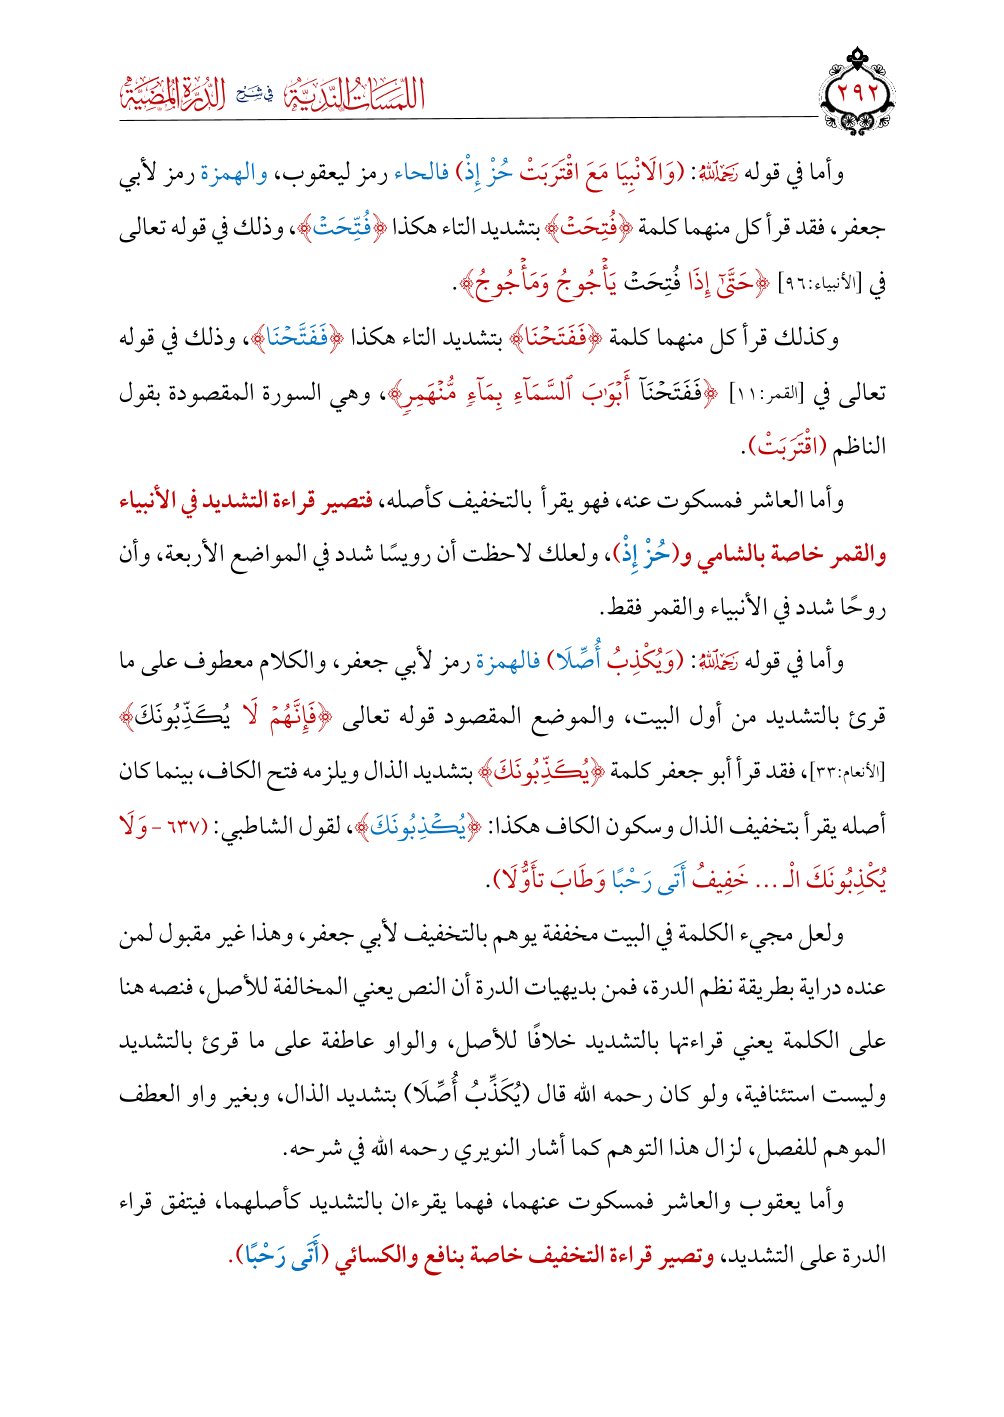 اللمسات الندية في شرح الدرة المضية
٢٩٢
وأما في قوله رحمه الله: (وَالَانْبِيَا مَعَ اقْتَرَبَتْ حُزْ إِذْ) فالحاء رمز ليعقوب، والهمزة رمز لأبي
جعفر، فقد قرأ كل منهما كلمة ﴿فُتِحَتْ﴾ بتشديد التاء هكذا ﴿فُتِّحَتْ﴾، وذلك في قوله تعالى
في [الأنبياء:٩٦] ﴿حَتَّىٰٓ إِذَا فُتِحَتْ يَأْجُوجُ وَمَأْجُوجُ﴾.
وكذلك قرأ كل منهما كلمة ﴿فَفَتَحْنَا﴾ بتشديد التاء هكذا ﴿فَفَتَّحْنَا﴾، وذلك في قوله
تعالى في [القمر:١١] ﴿فَفَتَحْنَآ أَبْوَٰبَ ٱلسَّمَآءِ بِمَآءٍ مُّنْهَمِرٍ﴾، وهي السورة المقصودة بقول
الناظم (اقْتَرَبَتْ).
وأما العاشر فمسكوت عنه، فهو يقرأ بالتخفيف كأصله، فتصير قراءة التشديد في الأنبياء
والقمر خاصة بالشامي و(حُزْ إِذْ)، ولعلك لاحظت أن رويسًا شدد في المواضع الأربعة، وأن
روحًا شدد في الأنبياء والقمر فقط.
وأما في قوله رحمه الله: (وَيُكْذِبُ أُصِّلَا) فالهمزة رمز لأبي جعفر، والكلام معطوف على ما
قرئ بالتشديد من أول البيت، والموضع المقصود قوله تعالى ﴿فَإِنَّهُمْ لَا يُكَذِّبُونَكَ﴾
[الأنعام:٣٣]، فقد قرأ أبو جعفر كلمة ﴿يُكَذِّبُونَكَ﴾ بتشديد الذال ويلزمه فتح الكاف، بينما كان
أصله يقرأ بتخفيف الذال وسكون الكاف هكذا: ﴿يُكْذِبُونَكَ﴾، لقول الشاطبي: (٦٣٧ - وَلَا
يُكْذِبُونَكَ الْـ ... خَفِيفُ أَتَى رَحْبًا وَطَابَ تَأَوُّلَا).
ولعل مجيء الكلمة في البيت مخففة يوهم بالتخفيف لأبي جعفر، وهذا غير مقبول لمن
عنده دراية بطريقة نظم الدرة، فمن بديهيات الدرة أن النص يعني المخالفة للأصل، فنصه هنا
على الكلمة يعني قراءتها بالتشديد خلافًا للأصل، والواو عاطفة على ما قرئ بالتشديد
وليست استئنافية، ولو كان رحمه الله قال (يُكَذِّبُ أُصِّلَا) بتشديد الذال، وبغير واو العطف
الموهم للفصل، لزال هذا التوهم كما أشار النويري رحمه الله في شرحه.
وأما يعقوب والعاشر فمسكوت عنهما، فهما يقرءان بالتشديد كأصلهما، فيتفق قراء
الدرة على التشديد، وتصير قراءة التخفيف خاصة بنافع والكسائي (أَتَى رَحْبًا).